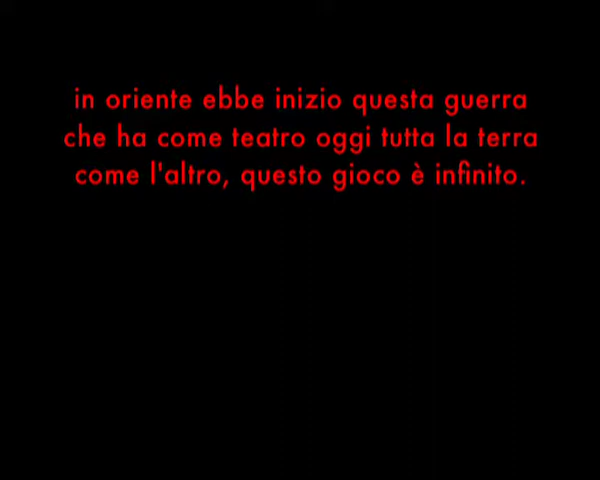 in oriente ebbe inizio questa guerra
che ha come teatro oggi tutta la terra
come l'altro, questo gioco è infinito.